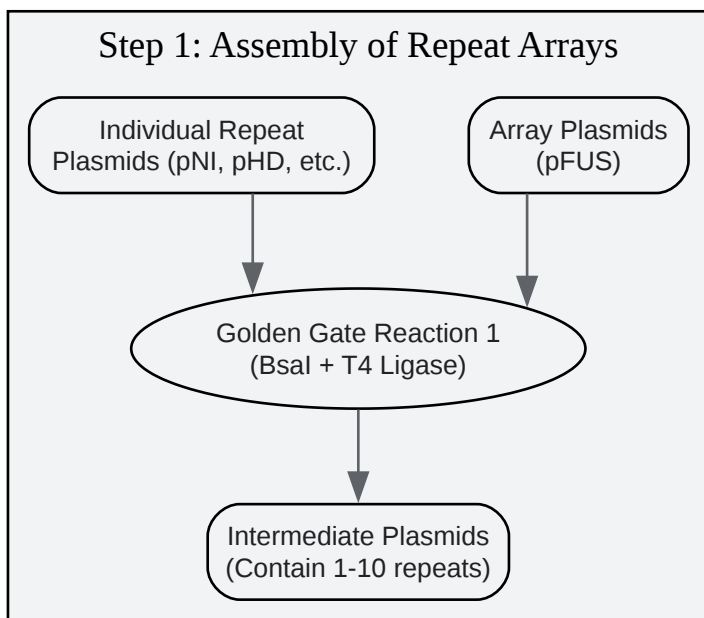 Step 1: Assembly of Repeat Arrays
Individual Repeat
Plasmids (pNI, pHD, etc.)
Array Plasmids
(pFUS)
Golden Gate Reaction 1
(BsaI + T4 Ligase)
Intermediate Plasmids
(Contain 1-10 repeats)